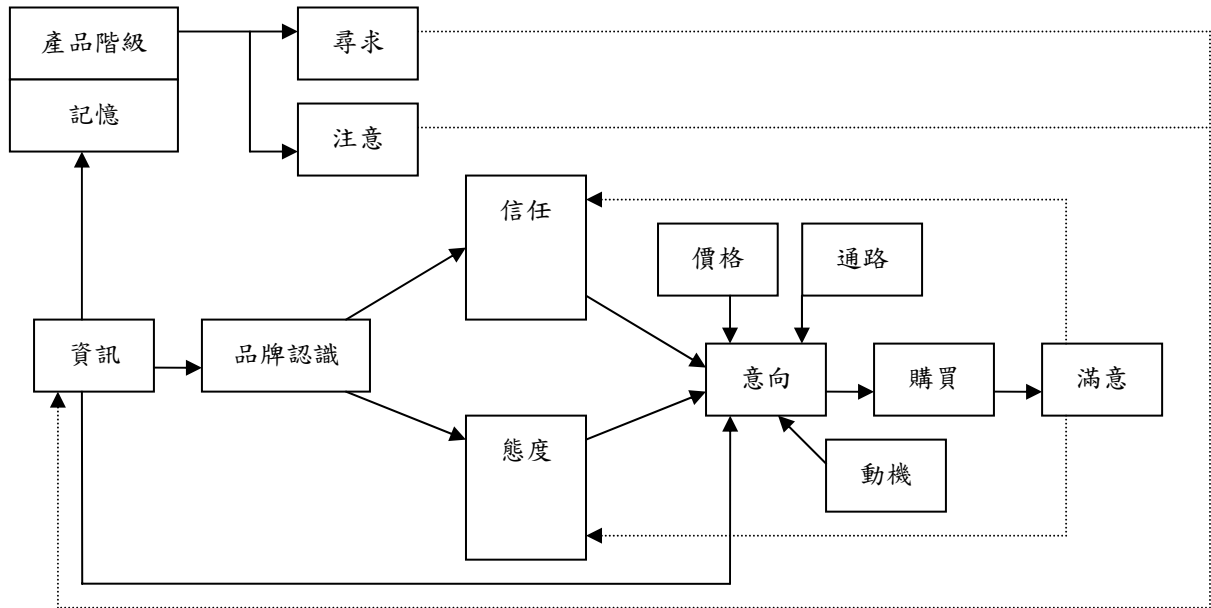 產品階級
尋求
記憶
注意
信任
價格
通路
資訊
品牌認識
意向
購買
滿意
態度
動機